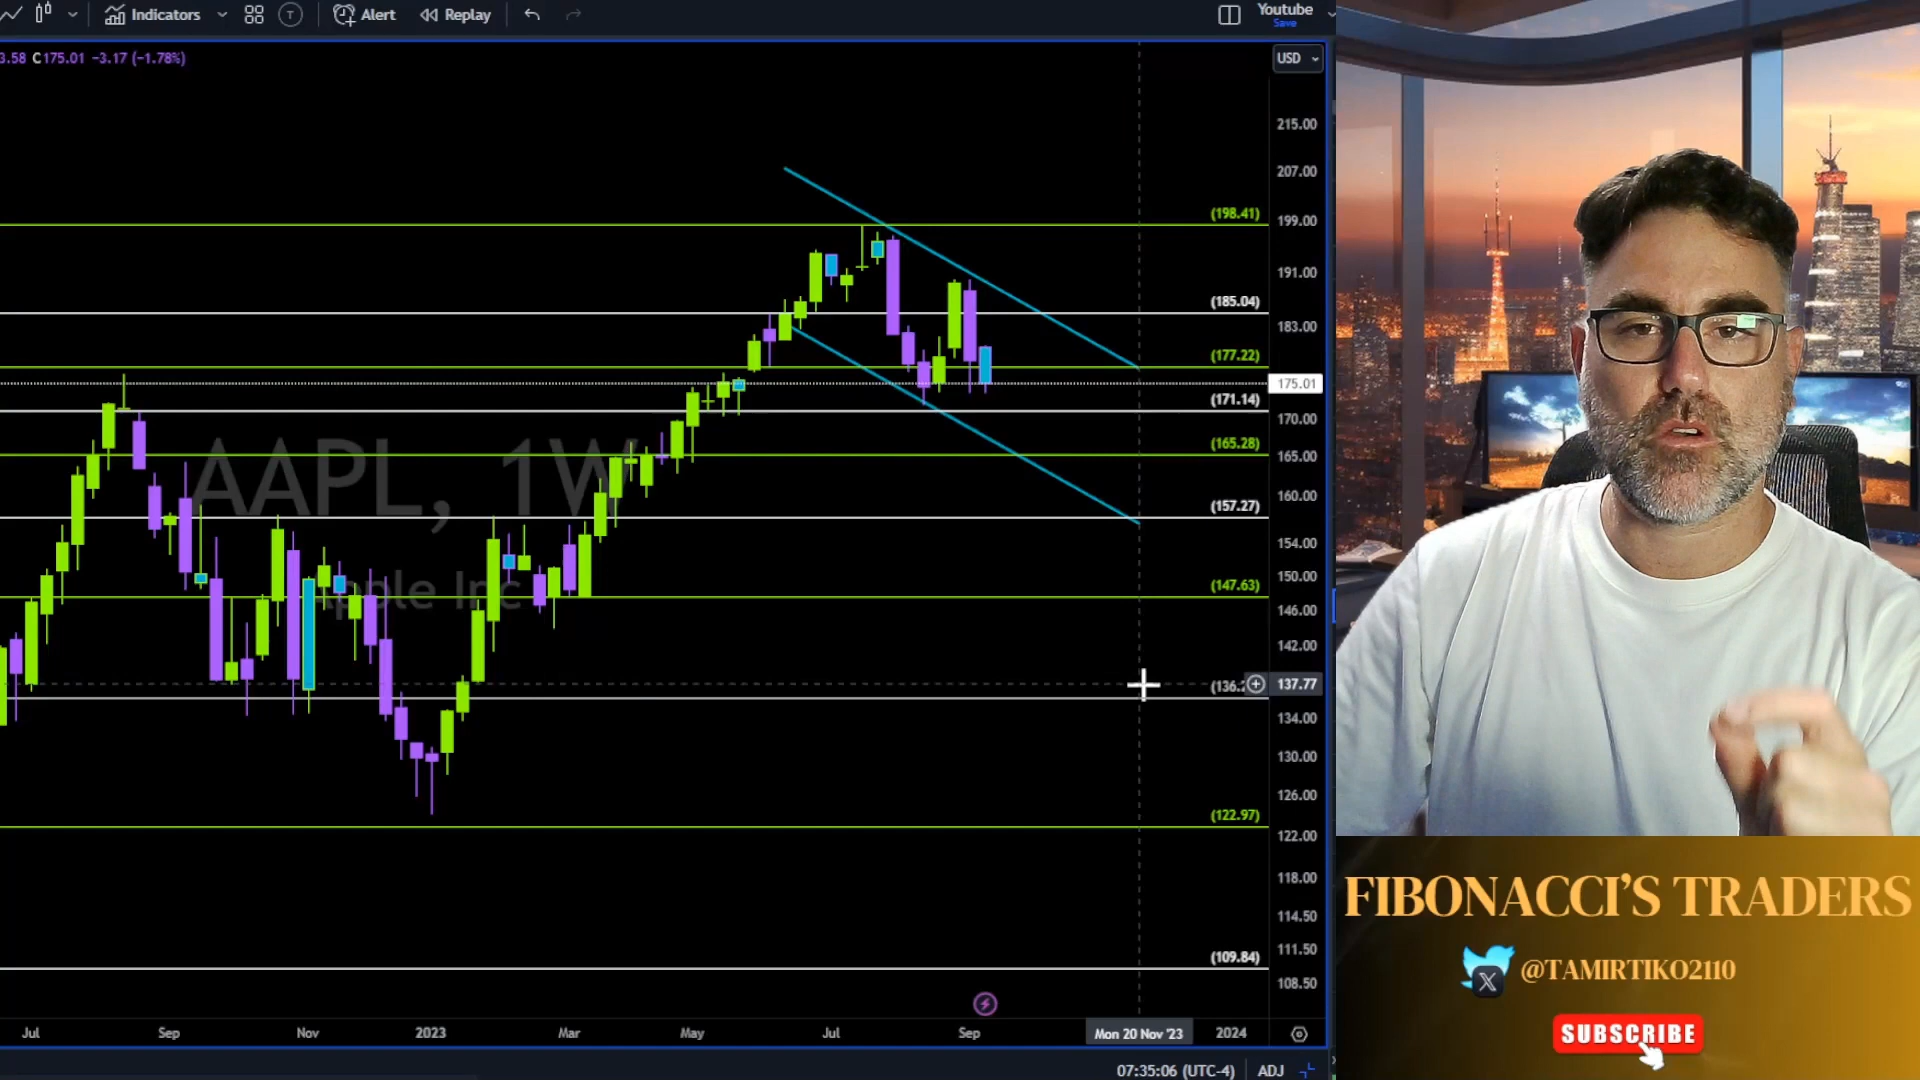 Indicators
T
Alert
Replay
Youtube
Save
3.58 C175.01 −3.17 (−1.78%)
USD
215.00
207.00
(198.41)
199.00
191.00
(185.04)
183.00
(177.22)
175.01
(171.14)
170.00
(165.28)
165.00
160.00
(157.27)
154.00
150.00
(147.63)
146.00
142.00
137.77
134.00
130.00
126.00
(122.97)
122.00
118.00
114.50
(109.84)
111.50
108.50
AAPL, 1W
Apple Inc
Jul
Sep
Nov
2023
Mar
May
Jul
Sep
Mon 20 Nov '23
2024
07:35:06 (UTC-4)
ADJ
FIBONACCI'S TRADERS
X
@TAMIRTIKO2110
SUBSCRIBE